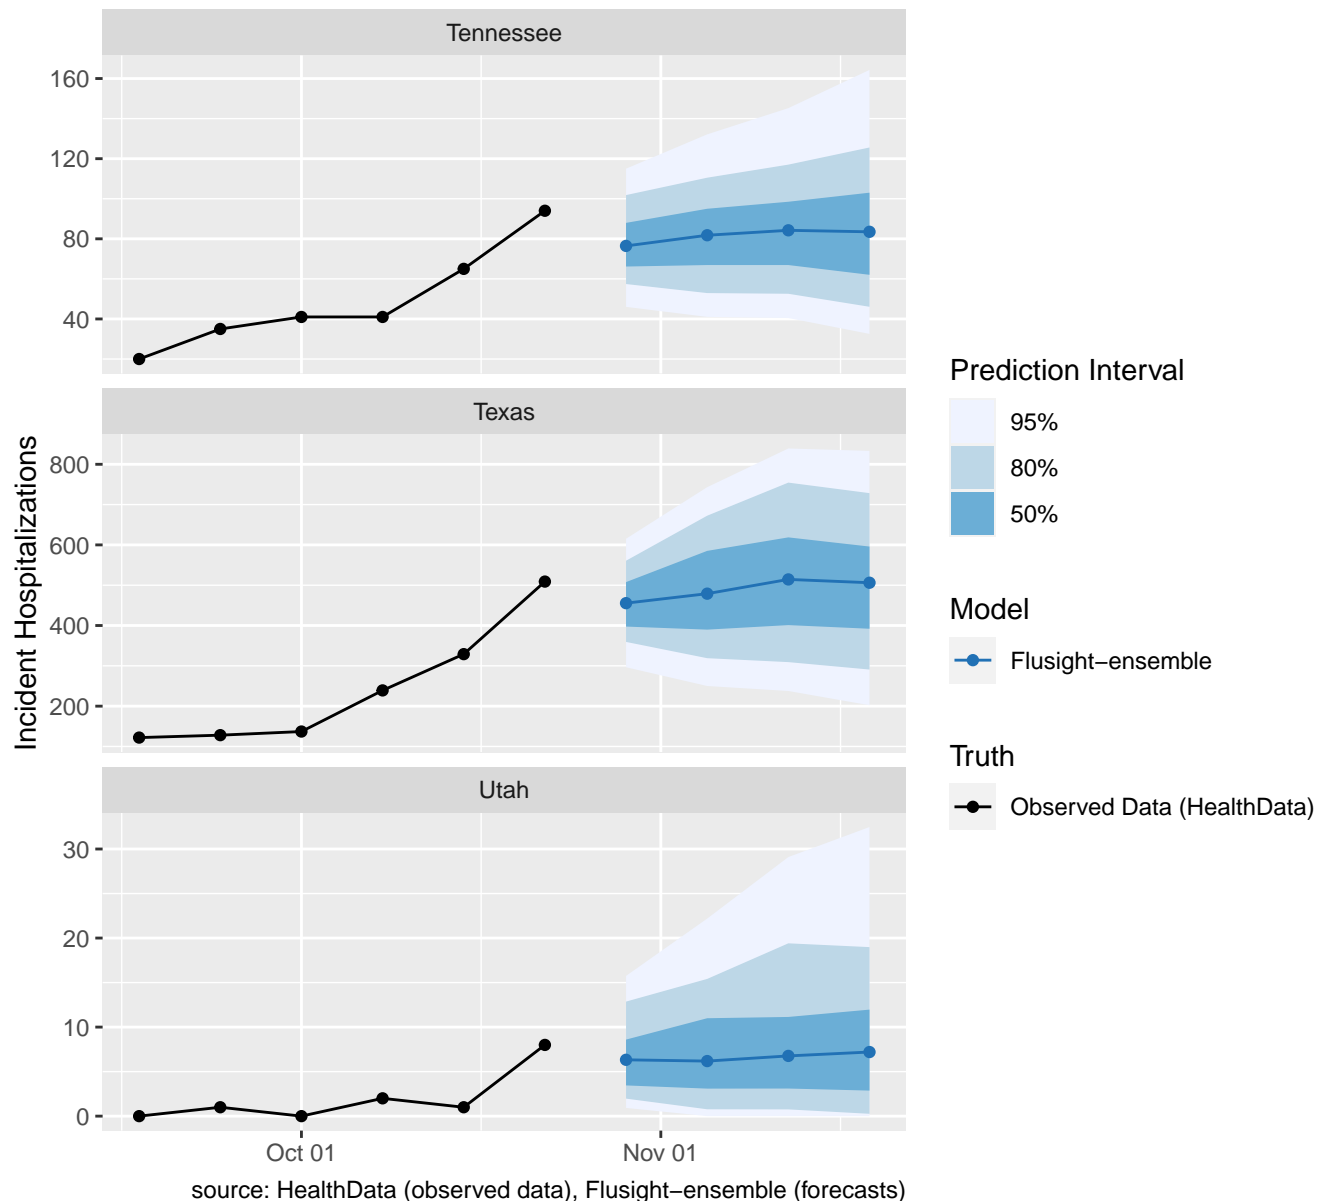 Tennessee
160
120
80
40
Texas
800
600
400
200
Utah
30
20
10
0
Oct 01
Nov 01
Incident Hospitalizations
source: HealthData (observed data), Flusight−ensemble (forecasts)
Prediction Interval
95%
80%
50%
Model
Flusight−ensemble
Truth
Observed Data (HealthData)